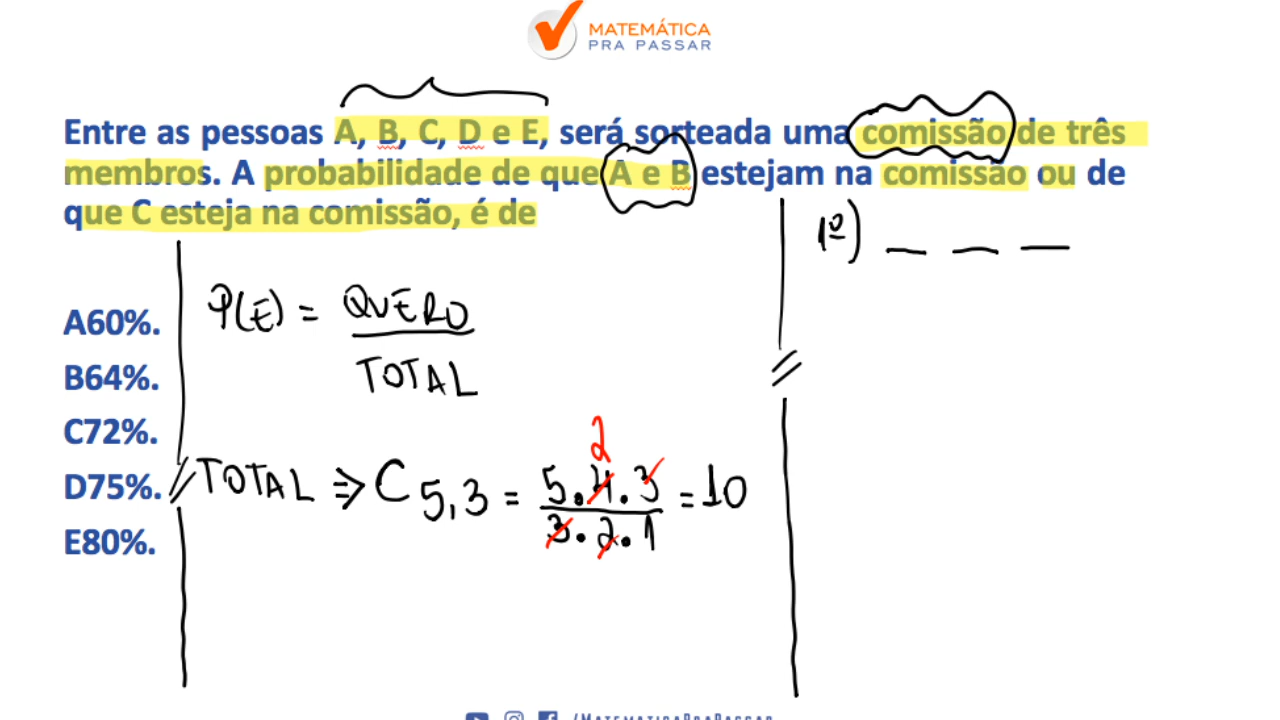 MATEMÁTICA
PRA PASSAR
Entre as pessoas A, B, C, D e E, será sorteada uma comissão de três
membros. A probabilidade de que A e B estejam na comissão ou de
que C esteja na comissão, é de
1º) _ _ _
P(E) = QUERO
TOTAL
A60%.
B64%.
C72%.
D75%.
E80%.
2
TOTAL ⇒ C 5,3 = 5.4.3 = 10
3.2.1
/MATEMATICAPRAPASSAR